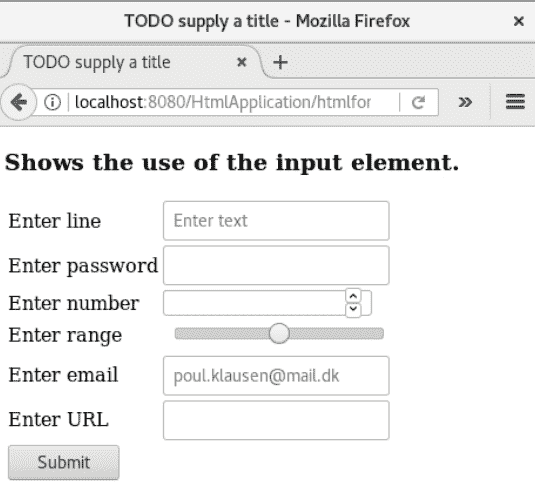 TODO supply a title - Mozilla Firefox ×
TODO supply a title × +
localhost:8080/HtmlApplication/htmlfor »
Shows the use of the input element.
Enter line Enter text
Enter password
Enter number
Enter range
Enter email poul.klausen@mail.dk
Enter URL
Submit